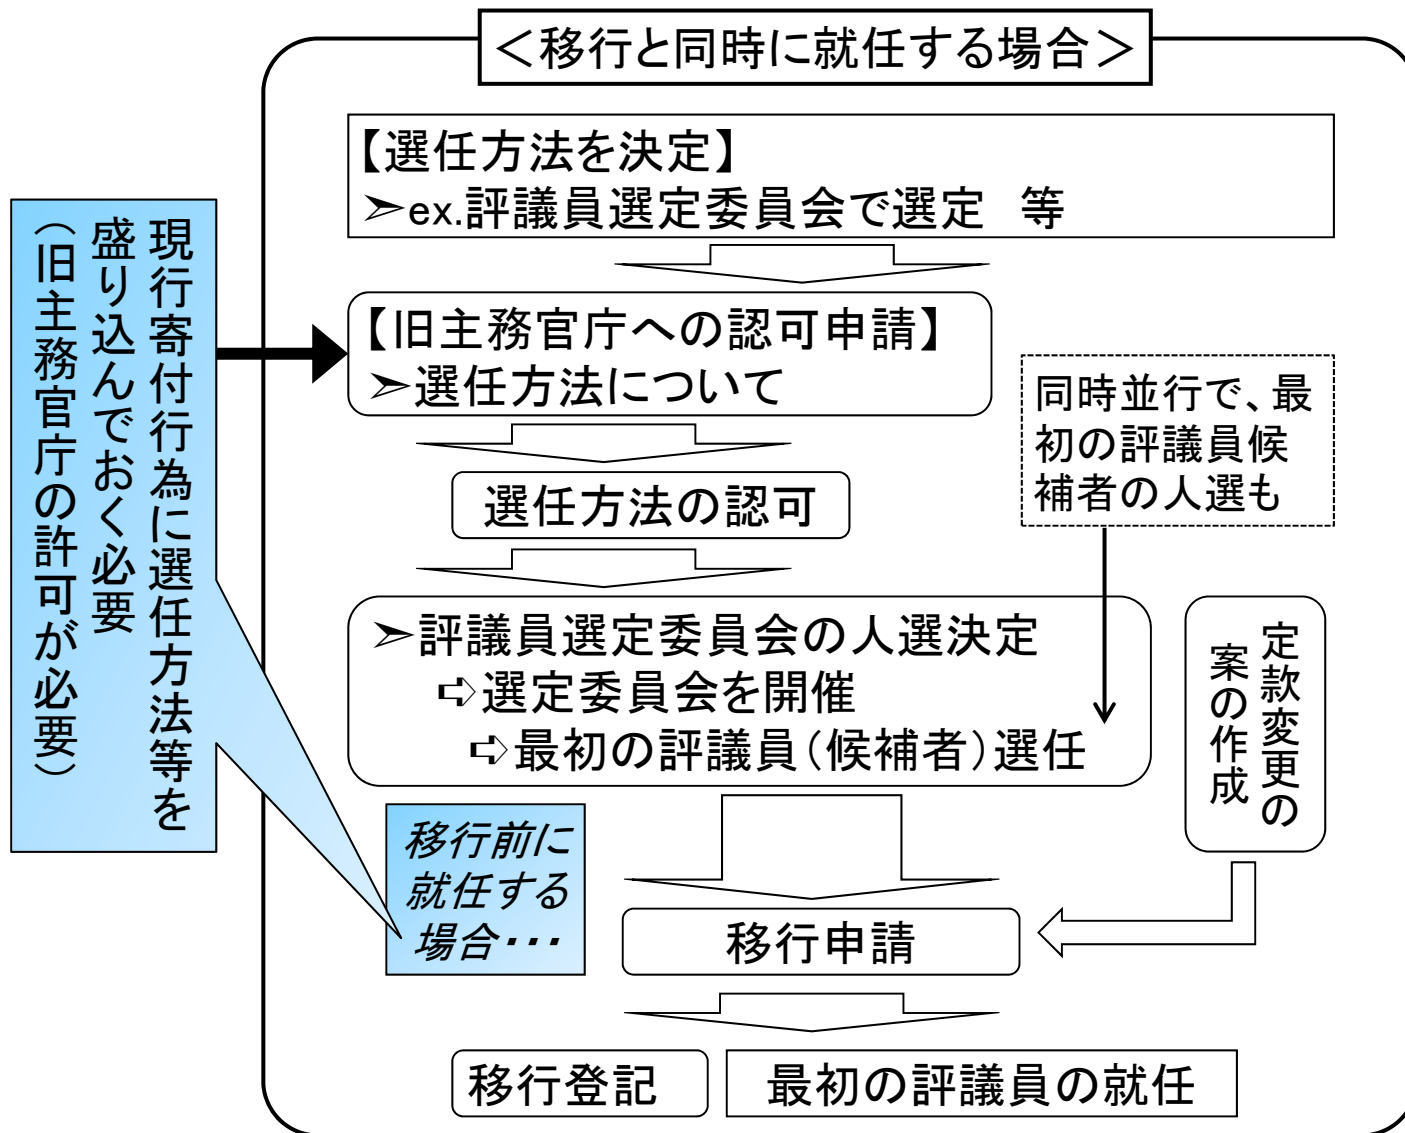 ＜移行と同時に就任する場合＞
【選任方法を決定】
➣ex.評議員選定委員会で選定　等
現行寄付行為に選任方法等を
盛り込んでおく必要
（旧主務官庁の許可が必要）
【旧主務官庁への認可申請】
➣選任方法について
同時並行で、最
初の評議員候
補者の人選も
選任方法の認可
➣評議員選定委員会の人選決定
➪選定委員会を開催
➪最初の評議員（候補者）選任
定款変更の
案の作成
移行前に
就任する
場合・・・
移行申請
移行登記
最初の評議員の就任